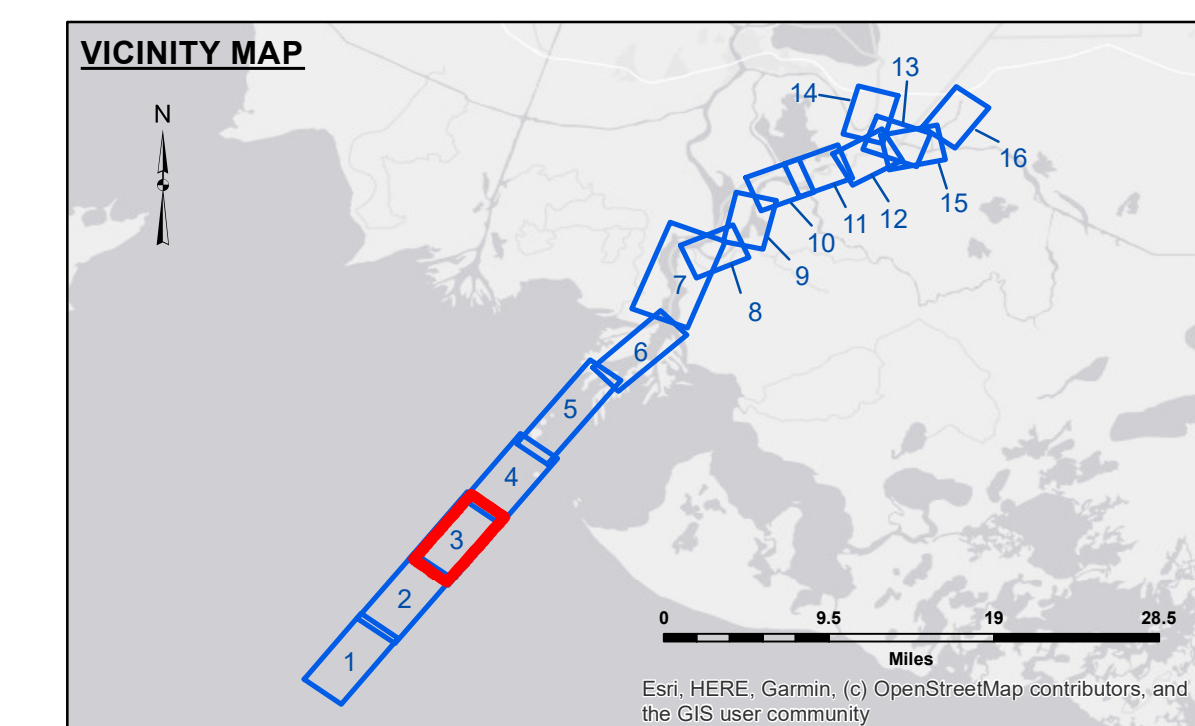 VICINITY MAP
N
13
14
16
15
12
11
10
9
8
7
6
5
4
3
2
1
0 9.5 19 28.5
Miles
Esri, HERE, Garmin, (c) OpenStreetMap contributors, and
the GIS user community